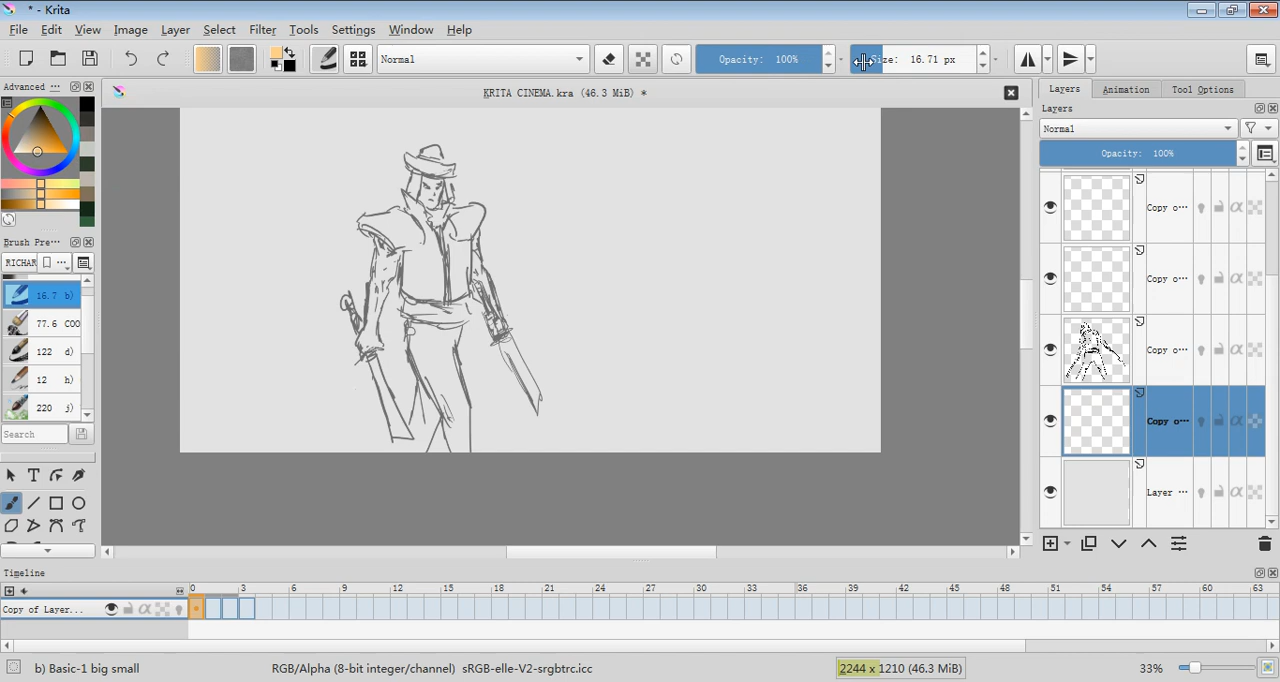 * - Krita
File Edit View Image Layer Select Filter Tools Settings Window Help
Normal Opacity: 100% Size: 16.71 px
Advanced ··· KRITA CINEMA.kra (46.3 MiB) * Layers Animation Tool Options
Layers
Normal
Opacity: 100%
Copy o···
Brush Pre···
RICHAR ···
Copy o···
16.7 b)
77.6 COO
122 d)
Copy o···
12 h)
220 j)
Copy o···
Search
Layer ···
Timeline
0 3 6 9 12 15 18 21 24 27 30 33 36 39 42 45 48 51 54 57 60 63
Copy of Layer...
b) Basic-1 big small RGB/Alpha (8-bit integer/channel) sRGB-elle-V2-srgbtrc.icc 2244 x 1210 (46.3 MiB) 33%